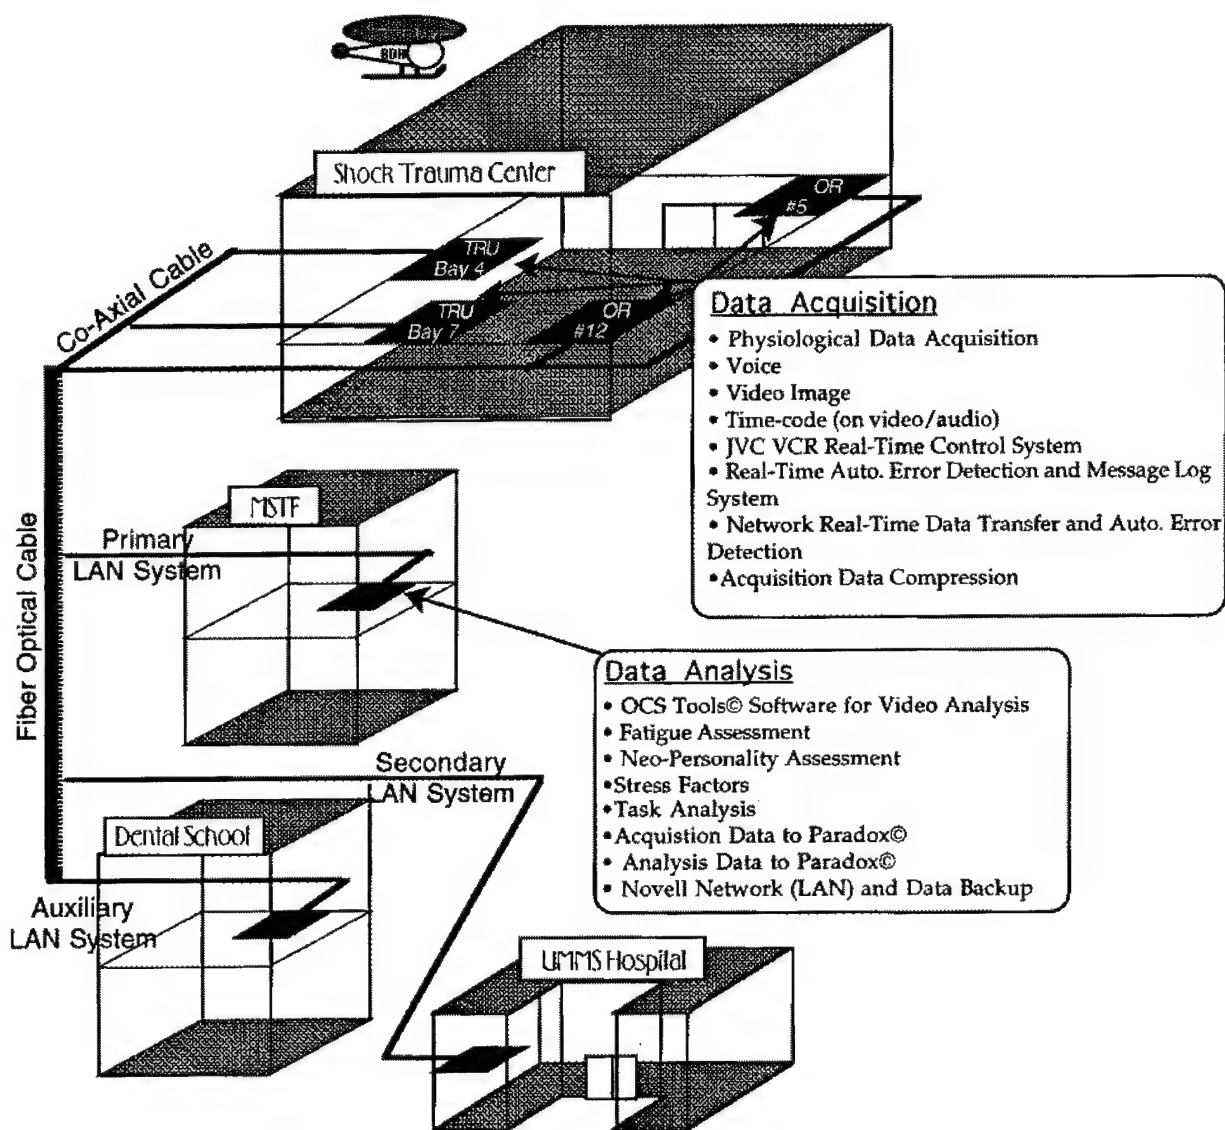 Shock Trauma Center
OR
#5
TRU
Bay 4
TRU
Bay 7
OR
#12
Co-Axial Cable
Fiber Optical Cable
Data Acquisition
• Physiological Data Acquisition
• Voice
• Video Image
• Time-code (on video/audio)
• JVC VCR Real-Time Control System
• Real-Time Auto. Error Detection and Message Log
System
• Network Real-Time Data Transfer and Auto. Error
Detection
•Acquisition Data Compression
MSTF
Primary
LAN System
Data Analysis
• OCS Tools© Software for Video Analysis
• Fatigue Assessment
• Neo-Personality Assessment
•Stress Factors
•Task Analysis
• Acquistion Data to Paradox©
• Analysis Data to Paradox©
• Novell Network (LAN) and Data Backup
Secondary
LAN System
Dental School
Auxiliary
LAN System
UMMS Hospital